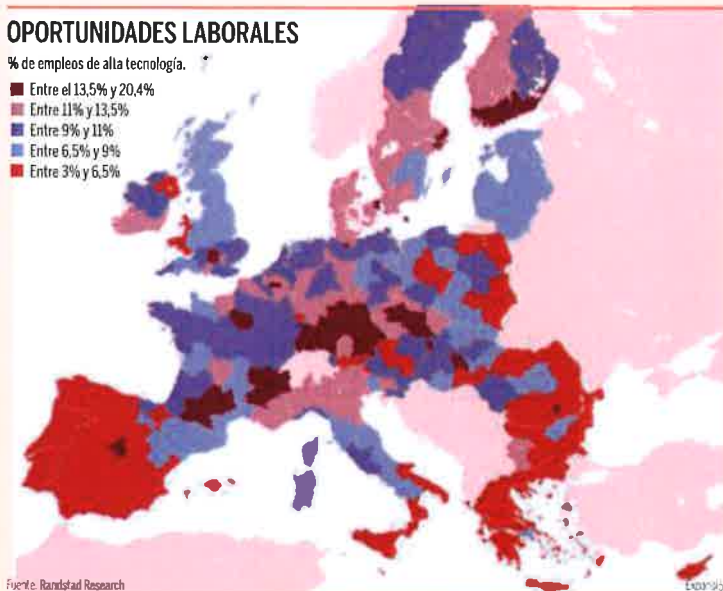 OPORTUNIDADES LABORALES
% de empleos de alta tecnología.
Entre el 13,5% y 20,4%
Entre 11% y 13,5%
Entre 9% y 11%
Entre 6,5% y 9%
Entre 3% y 6,5%
Fuente: Randstad Research